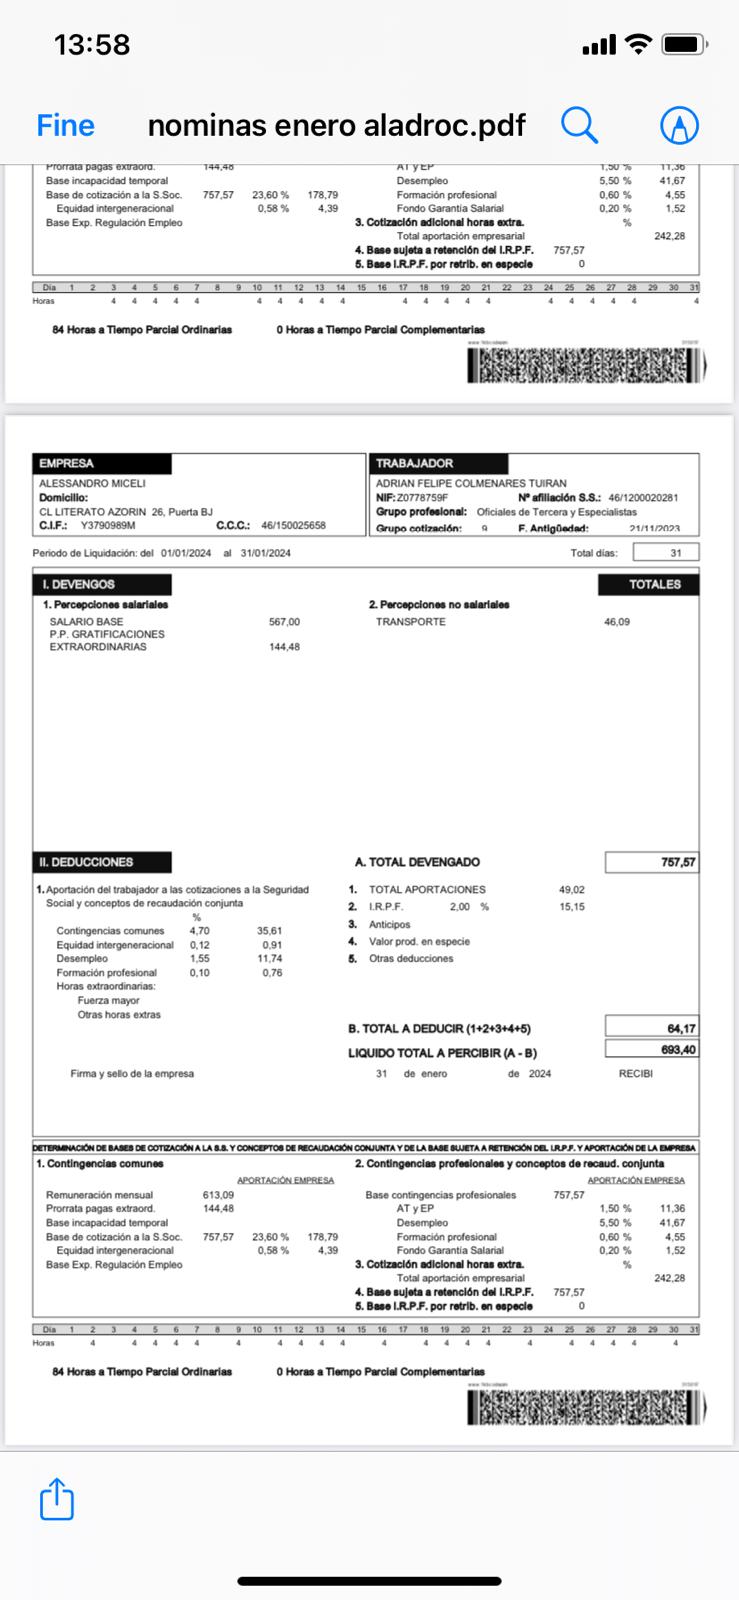 13:58
Fine nominas enero aladroc.pdf
Prorrata pagas extraord. 144,48 AT y EP 1,50 % 11,36
Base incapacidad temporal Desempleo 5,50 % 41,67
Base de cotización a la S.Soc. 757,57 23,60 % 178,79 Formación profesional 0,60 % 4,55
Equidad intergeneracional 0,58 % 4,39 Fondo Garantía Salarial 0,20 % 1,52
Base Exp. Regulación Empleo 3. Cotización adicional horas extra. %
Total aportación empresarial 242,28
4. Base sujeta a retención del I.R.P.F. 757,57
5. Base I.R.P.F. por retrib. en especie 0
Día 1 2 3 4 5 6 7 8 9 10 11 12 13 14 15 16 17 18 19 20 21 22 23 24 25 26 27 28 29 30 31
Horas 4 4 4 4 4 4 4 4 4 4 4 4 4 4 4 4 4 4 4 4 4
84 Horas a Tiempo Parcial Ordinarias 0 Horas a Tiempo Parcial Complementarias
EMPRESA TRABAJADOR
ALESSANDRO MICELI ADRIAN FELIPE COLMENARES TUIRAN
Domicilio: NIF: Z0778759F Nº afiliación S.S.: 46/1200020281
CL LITERATO AZORIN 26, Puerta BJ Grupo profesional: Oficiales de Tercera y Especialistas
C.I.F.: Y3790989M C.C.C.: 46/150025658 Grupo cotización: 9 F. Antigüedad: 21/11/2023
Periodo de Liquidación: del 01/01/2024 al 31/01/2024 Total días: 31
I. DEVENGOS TOTALES
1. Percepciones salariales 2. Percepciones no salariales
SALARIO BASE 567,00 TRANSPORTE 46,09
P.P. GRATIFICACIONES
EXTRAORDINARIAS 144,48
II. DEDUCCIONES A. TOTAL DEVENGADO 757,57
1. Aportación del trabajador a las cotizaciones a la Seguridad 1. TOTAL APORTACIONES 49,02
Social y conceptos de recaudación conjunta 2. I.R.P.F. 2,00 % 15,15
%
3. Anticipos
Contingencias comunes 4,70 35,61
Equidad intergeneracional 0,12 0,91 4. Valor prod. en especie
Desempleo 1,55 11,74 5. Otras deducciones
Formación profesional 0,10 0,76
Horas extraordinarias:
Fuerza mayor
Otras horas extras
B. TOTAL A DEDUCIR (1+2+3+4+5) 64,17
LIQUIDO TOTAL A PERCIBIR (A - B) 693,40
Firma y sello de la empresa 31 de enero de 2024 RECIBI
DETERMINACIÓN DE BASES DE COTIZACIÓN A LA S.S. Y CONCEPTOS DE RECAUDACIÓN CONJUNTA Y DE LA BASE SUJETA A RETENCIÓN DEL I.R.P.F. Y APORTACIÓN DE LA EMPRESA
1. Contingencias comunes 2. Contingencias profesionales y conceptos de recaud. conjunta
APORTACIÓN EMPRESA APORTACIÓN EMPRESA
Remuneración mensual 613,09 Base contingencias profesionales 757,57
Prorrata pagas extraord. 144,48 AT y EP 1,50 % 11,36
Base incapacidad temporal Desempleo 5,50 % 41,67
Base de cotización a la S.Soc. 757,57 23,60 % 178,79 Formación profesional 0,60 % 4,55
Equidad intergeneracional 0,58 % 4,39 Fondo Garantía Salarial 0,20 % 1,52
Base Exp. Regulación Empleo 3. Cotización adicional horas extra. %
Total aportación empresarial 242,28
4. Base sujeta a retención del I.R.P.F. 757,57
5. Base I.R.P.F. por retrib. en especie 0
Día 1 2 3 4 5 6 7 8 9 10 11 12 13 14 15 16 17 18 19 20 21 22 23 24 25 26 27 28 29 30 31
Horas 4 4 4 4 4 4 4 4 4 4 4 4 4 4 4 4 4 4 4 4 4
84 Horas a Tiempo Parcial Ordinarias 0 Horas a Tiempo Parcial Complementarias